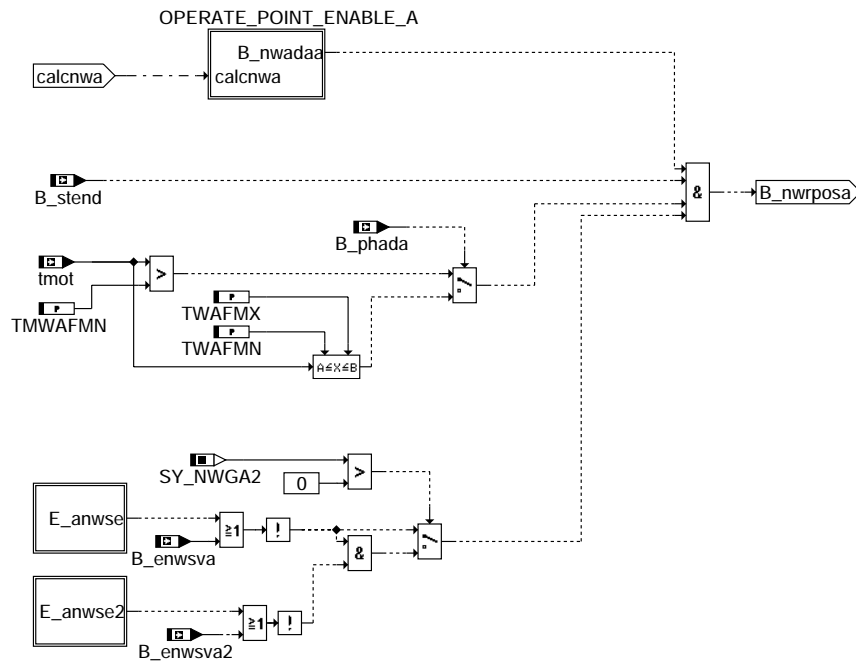 OPERATE_POINT_ENABLE_A
B_nwadaa
calcnwa
calcnwa
B_stend
&
B_nwrposa
B_phada
tmot
>
TMWAFMN
P
TWAFMX
P
TWAFMN
P
A≤X≤B
SY_NWGA2
0
>
E_anwse
B_enwsva
≥1
!
&
E_anwse2
B_enwsva2
≥1
!